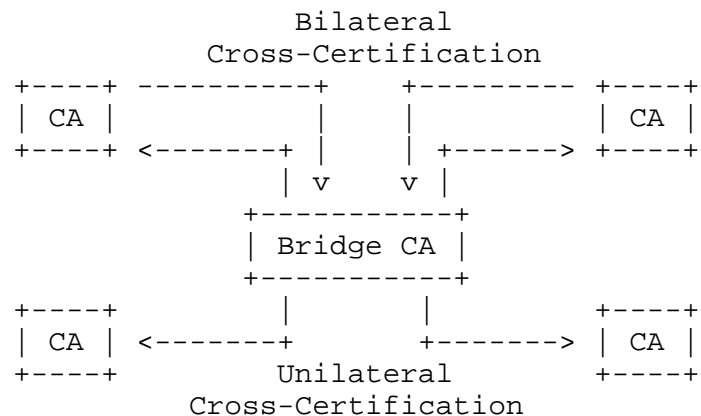 Bilateral
Cross-Certification
CA
CA
Bridge CA
CA
CA
Unilateral
Cross-Certification